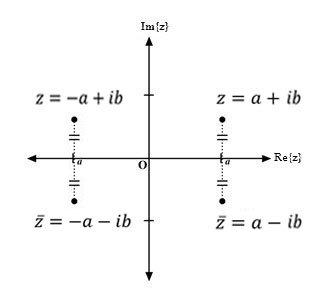 Im{z}
z = −a + ib
z = a + ib
a
a
Re{z}
O
z̄ = −a − ib
z̄ = a − ib